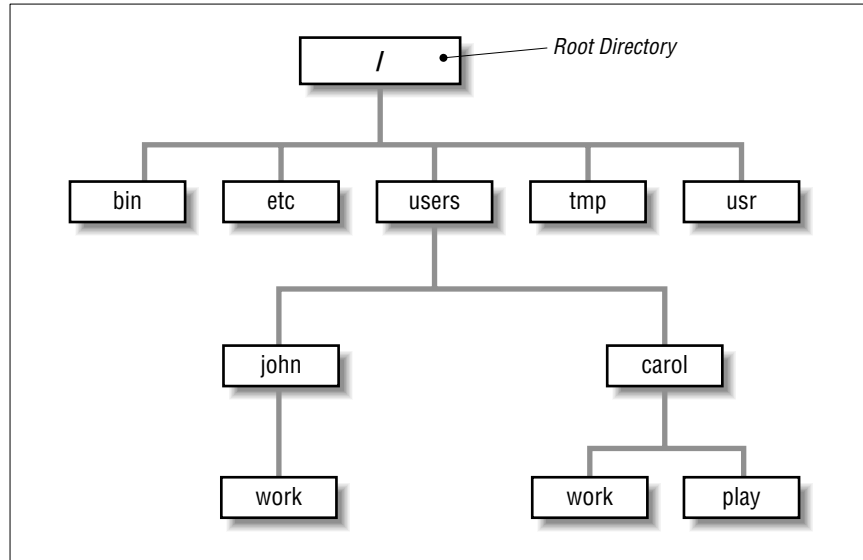 /
Root Directory
bin
etc
users
tmp
usr
john
carol
work
work
play